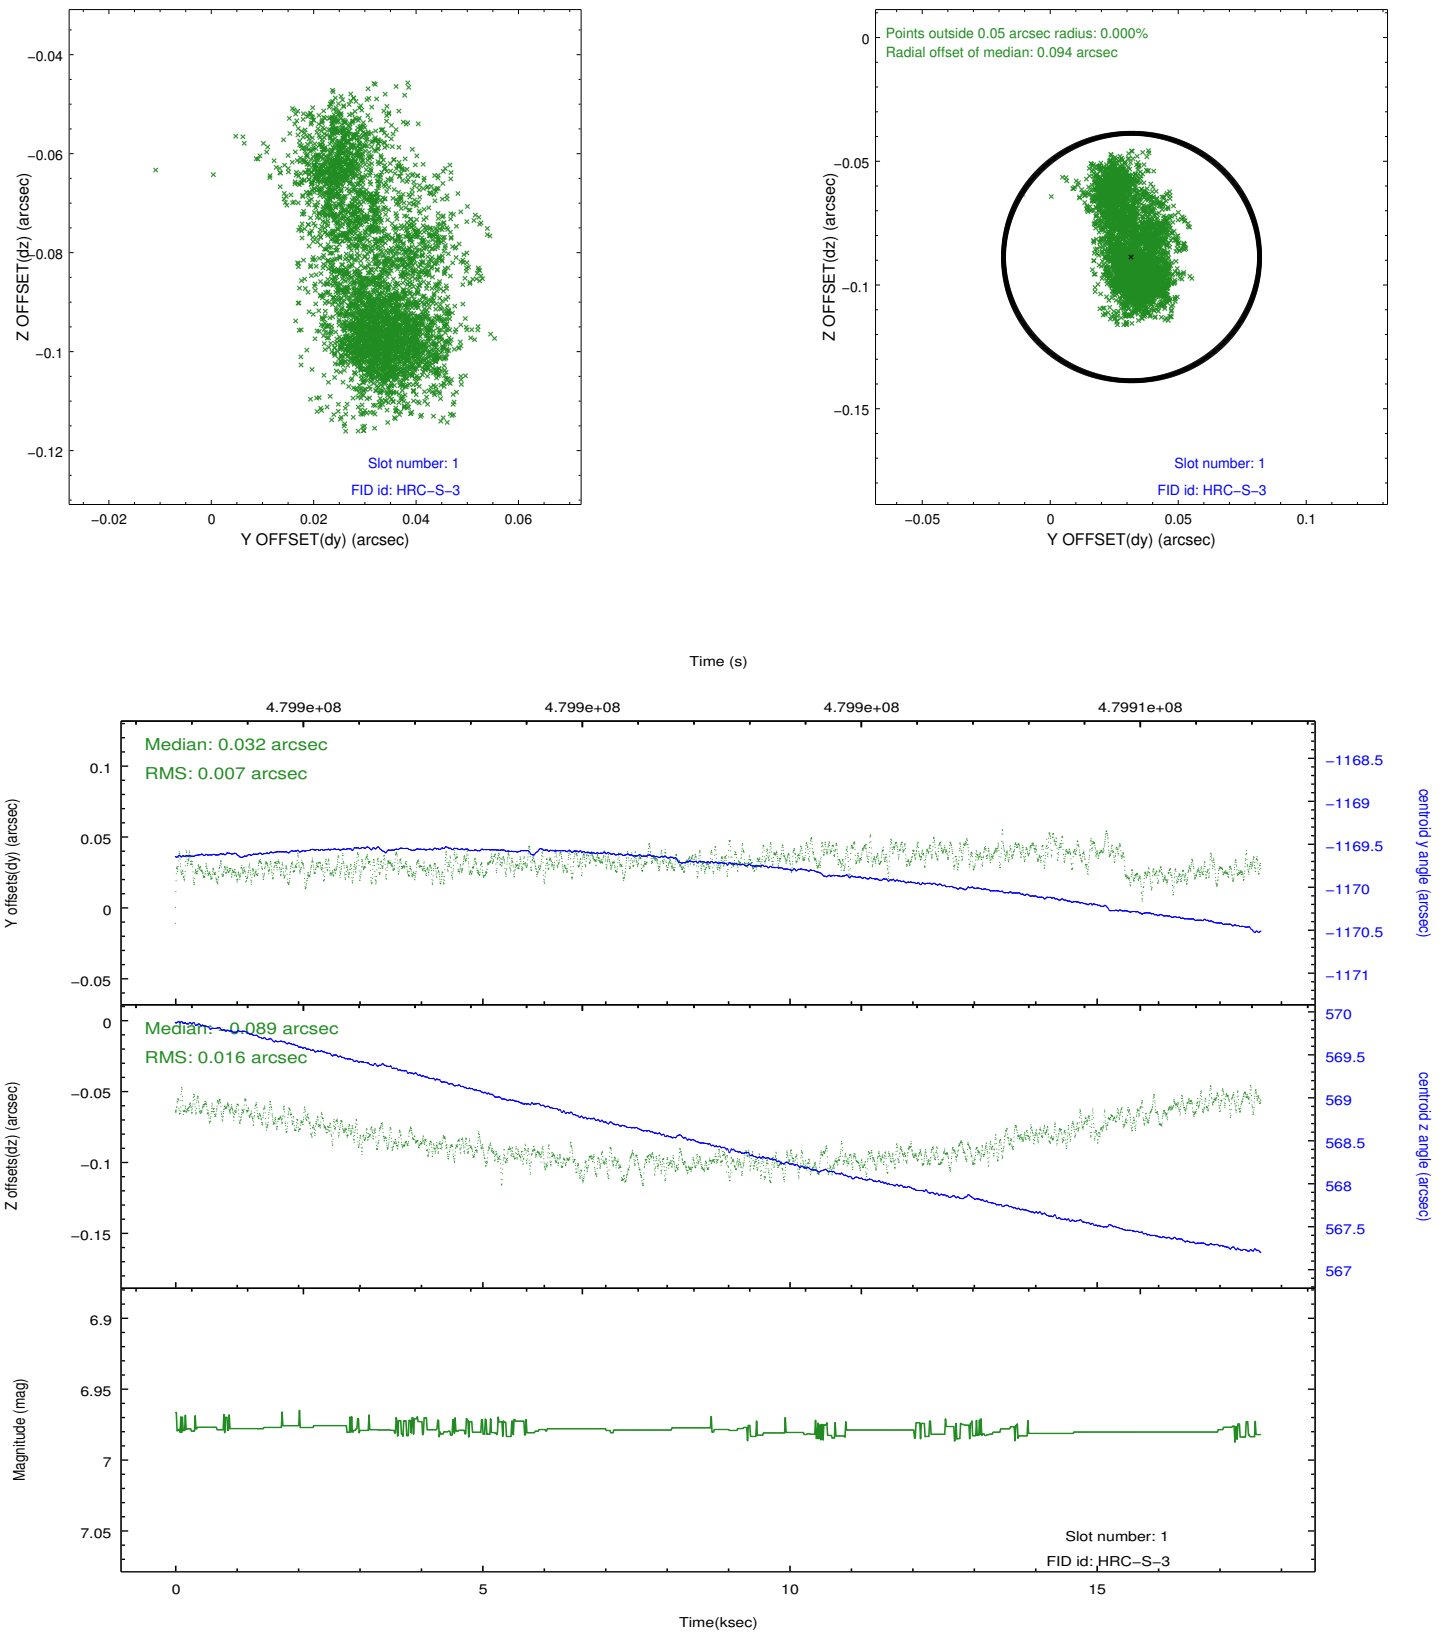 −0.04
−0.06
−0.08
−0.1
−0.12
Z OFFSET(dz) (arcsec)
Slot number: 1
FID id: HRC−S−3
−0.02
0
0.02
0.04
0.06
Y OFFSET(dy) (arcsec)
Points outside 0.05 arcsec radius: 0.000%
Radial offset of median: 0.094 arcsec
0
−0.05
−0.1
−0.15
Z OFFSET(dz) (arcsec)
Slot number: 1
FID id: HRC−S−3
−0.05
0
0.05
0.1
Y OFFSET(dy) (arcsec)
Time (s)
4.799e+08
4.799e+08
4.799e+08
4.7991e+08
Median: 0.032 arcsec
RMS: 0.007 arcsec
0.1
0.05
0
−0.05
Y offsets(dy) (arcsec)
−1168.5
−1169
−1169.5
−1170
−1170.5
−1171
centroid y angle (arcsec)
Median: −0.089 arcsec
RMS: 0.016 arcsec
0
−0.05
−0.1
−0.15
Z offsets(dz) (arcsec)
570
569.5
569
568.5
568
567.5
567
centroid z angle (arcsec)
6.9
6.95
7
7.05
Magnitude (mag)
Slot number: 1
FID id: HRC−S−3
0
5
10
15
Time(ksec)